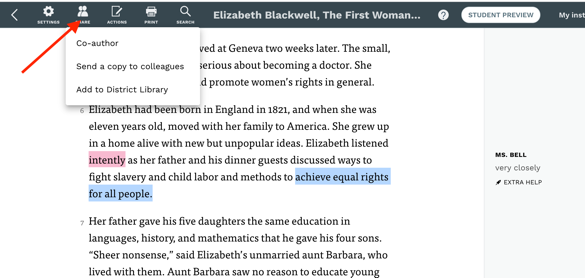 Elizabeth Blackwell, The First Woman...
STUDENT PREVIEW
SETTINGS
ACTIONS
PRINT
SEARCH
Co-author
Send a copy to colleagues
Add to District Library
ved at Geneva two weeks later. The small,
serious about becoming a doctor. She
d promote women's rights in general.
6 Elizabeth had been born in England in 1821, and when she was
eleven years old, moved with her family to America. She grew up
in a home alive with new but unpopular ideas. Elizabeth listened
intently as her father and his dinner guests discussed ways to
fight slavery and child labor and methods to achieve equal rights
for all people.
7 Her father gave his five daughters the same education in
languages, history, and mathematics that he gave his four sons.
"Sheer nonsense," said Elizabeth's unmarried aunt Barbara, who
lived with them. Aunt Barbara saw no reason to educate young
MS. BELL
very closely
EXTRA HELP